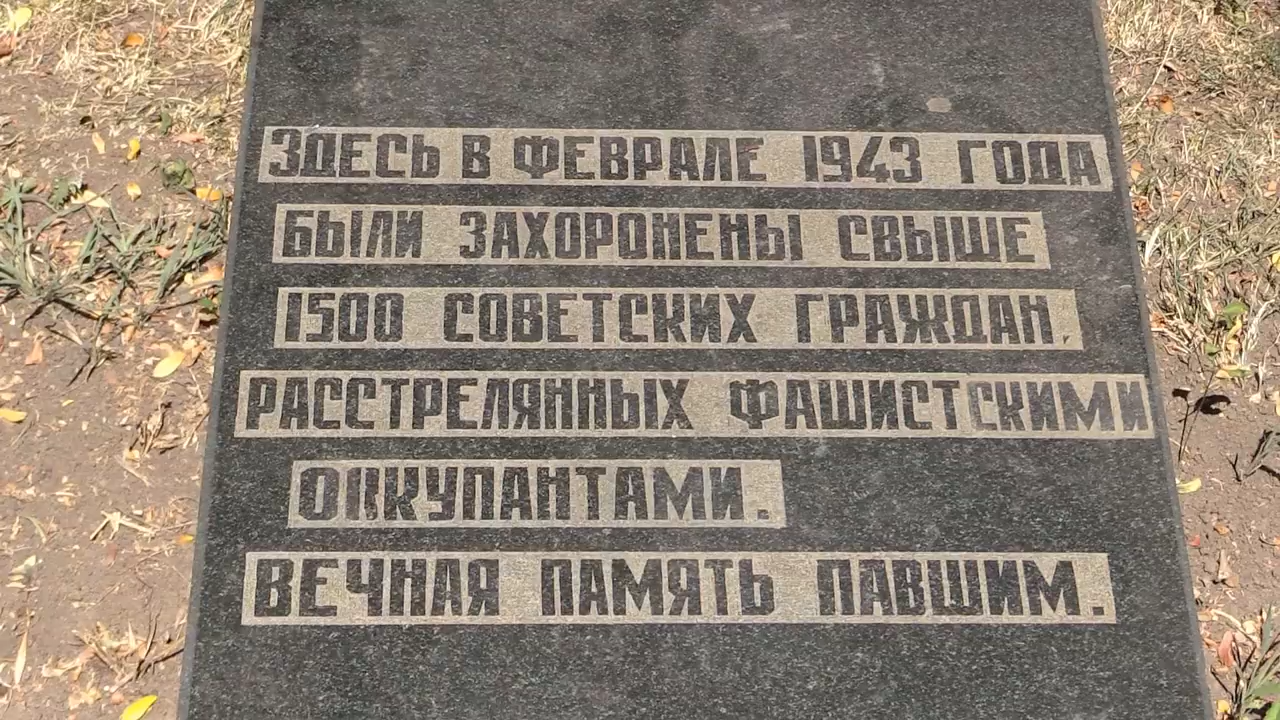 ЗДЕСЬ В ФЕВРАЛЕ 1943 ГОДА
БЫЛИ ЗАХОРОНЕНЫ СВЫШЕ
1500 СОВЕТСКИХ ГРАЖДАН,
РАССТРЕЛЯННЫХ ФАШИСТСКИМИ
ОККУПАНТАМИ.
ВЕЧНАЯ ПАМЯТЬ ПАВШИМ.